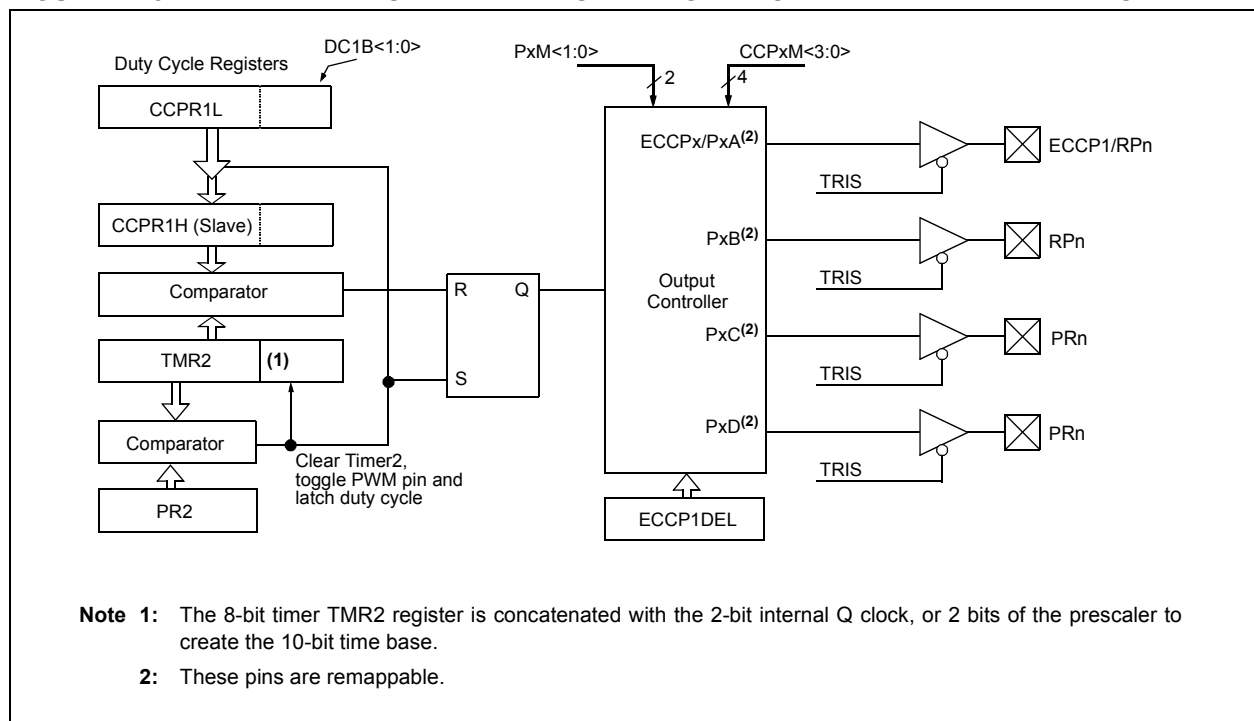 DC1B<1:0>
Duty Cycle Registers
CCPR1L
CCPR1H (Slave)
Comparator
TMR2
(1)
Comparator
PR2
Clear Timer2,
toggle PWM pin and
latch duty cycle
R
Q
S
PxM<1:0>
2
CCPxM<3:0>
4
ECCPx/PxA(2)
PxB(2)
Output
Controller
PxC(2)
PxD(2)
ECCP1DEL
TRIS
ECCP1/RPn
TRIS
RPn
TRIS
PRn
TRIS
PRn
Note 1: The 8-bit timer TMR2 register is concatenated with the 2-bit internal Q clock, or 2 bits of the prescaler to
create the 10-bit time base.
2: These pins are remappable.